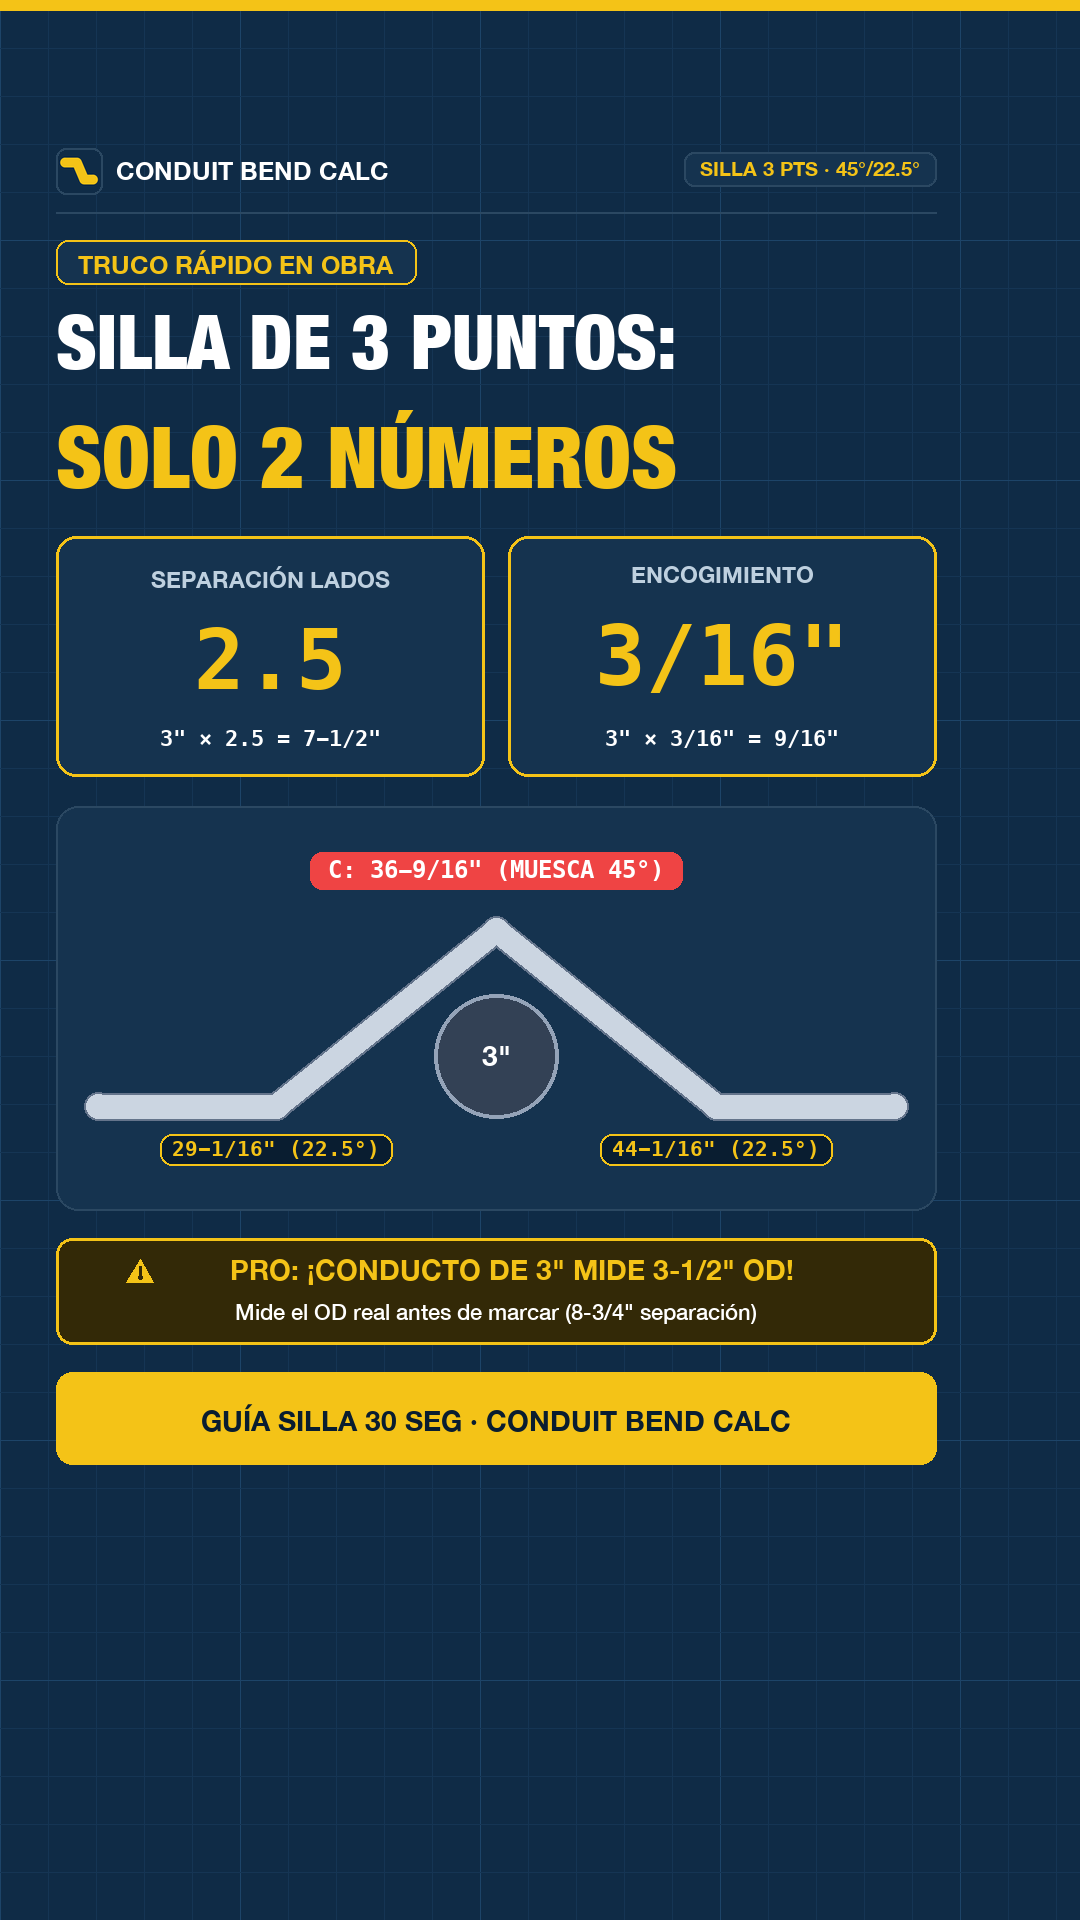 CONDUIT BEND CALC
SILLA 3 PTS · 45°/22.5°
TRUCO RÁPIDO EN OBRA
SILLA DE 3 PUNTOS:
SOLO 2 NÚMEROS
SEPARACIÓN LADOS
2.5
3" × 2.5 = 7–1/2"
ENCOGIMIENTO
3/16"
3" × 3/16" = 9/16"
C: 36–9/16" (MUESCA 45°)
3"
29–1/16" (22.5°)
44–1/16" (22.5°)
PRO: ¡CONDUCTO DE 3" MIDE 3-1/2" OD!
Mide el OD real antes de marcar (8-3/4" separación)
GUÍA SILLA 30 SEG · CONDUIT BEND CALC